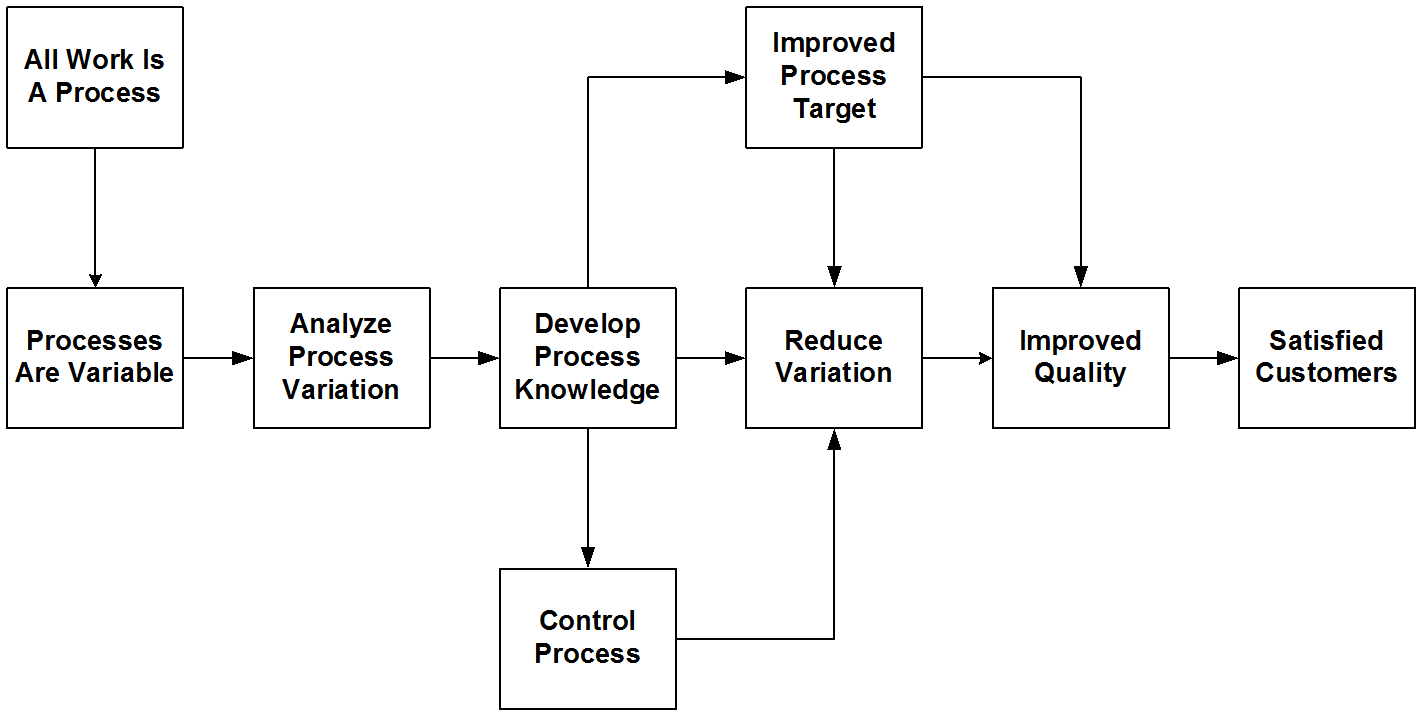 All Work Is
A Process
Improved
Process
Target
Processes
Are Variable
Analyze
Process
Variation
Develop
Process
Knowledge
Reduce
Variation
Improved
Quality
Satisfied
Customers
Control
Process